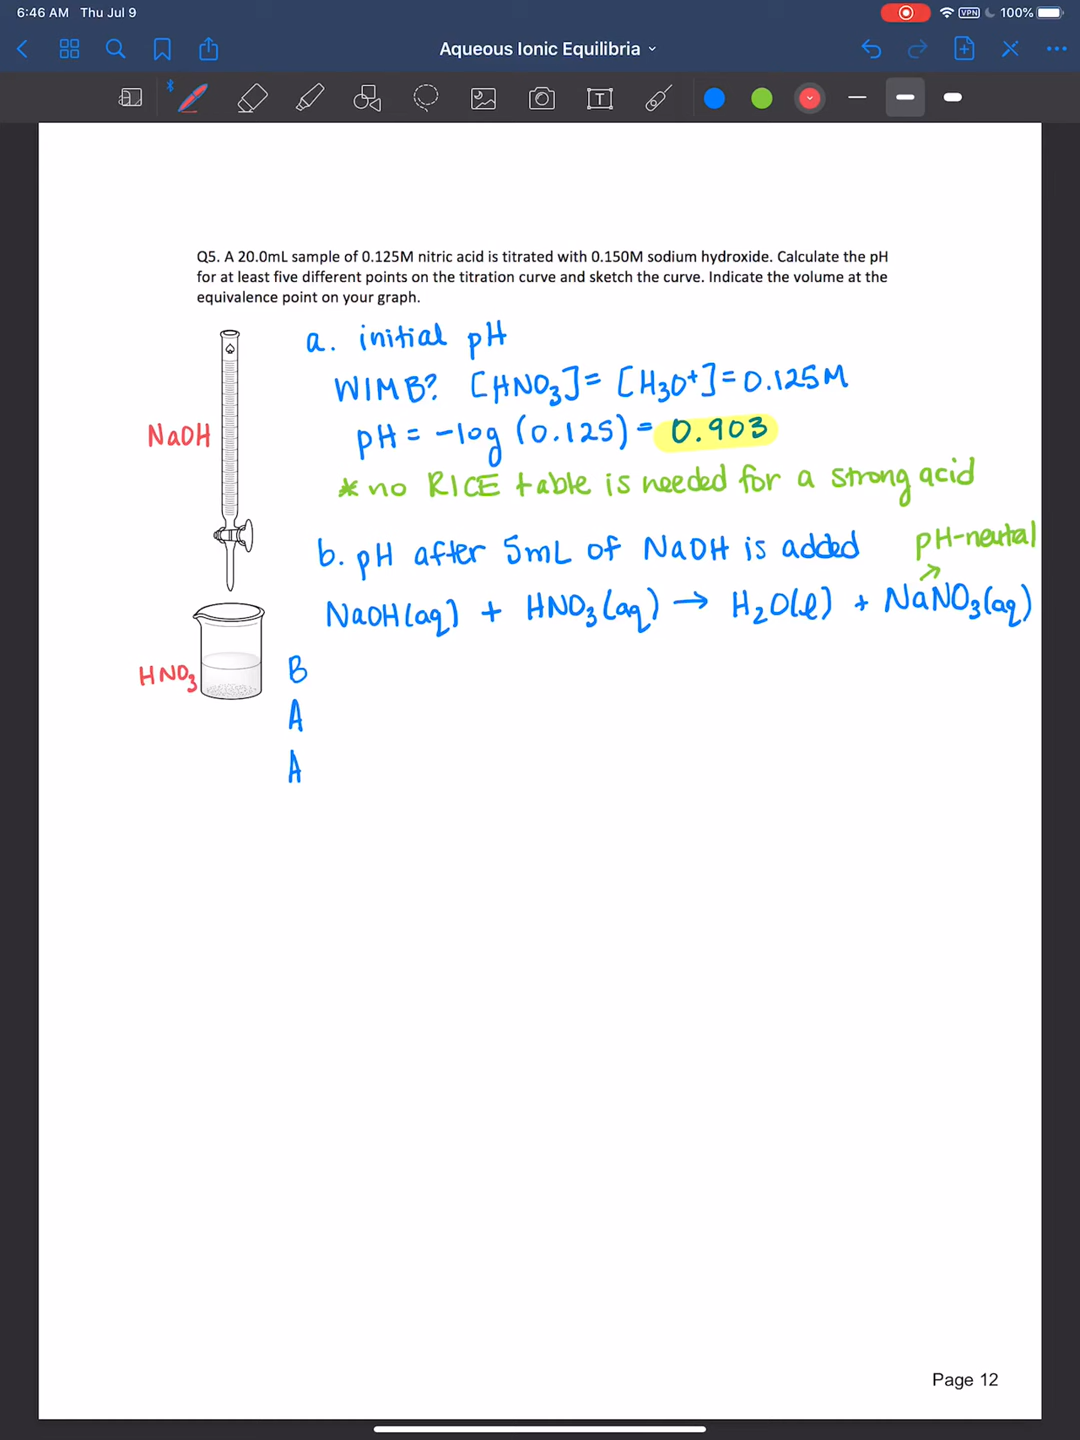 6:46 AM Thu Jul 9
VPN 100%
Aqueous Ionic Equilibria
T
Q5. A 20.0mL sample of 0.125M nitric acid is titrated with 0.150M sodium hydroxide. Calculate the pH
for at least five different points on the titration curve and sketch the curve. Indicate the volume at the
equivalence point on your graph.
a. initial pH
WIMB? [HNO₃]= [H₃O⁺]=0.125M
NaOH
pH = -log (0.125) = 0.903
* no RICE table is needed for a strong acid
b. pH after 5mL of NaOH is added
pH-neutral
NaOH(aq) + HNO₃(aq) → H₂O(l) + NaNO₃(aq)
HNO₃
B
A
A
Page 12